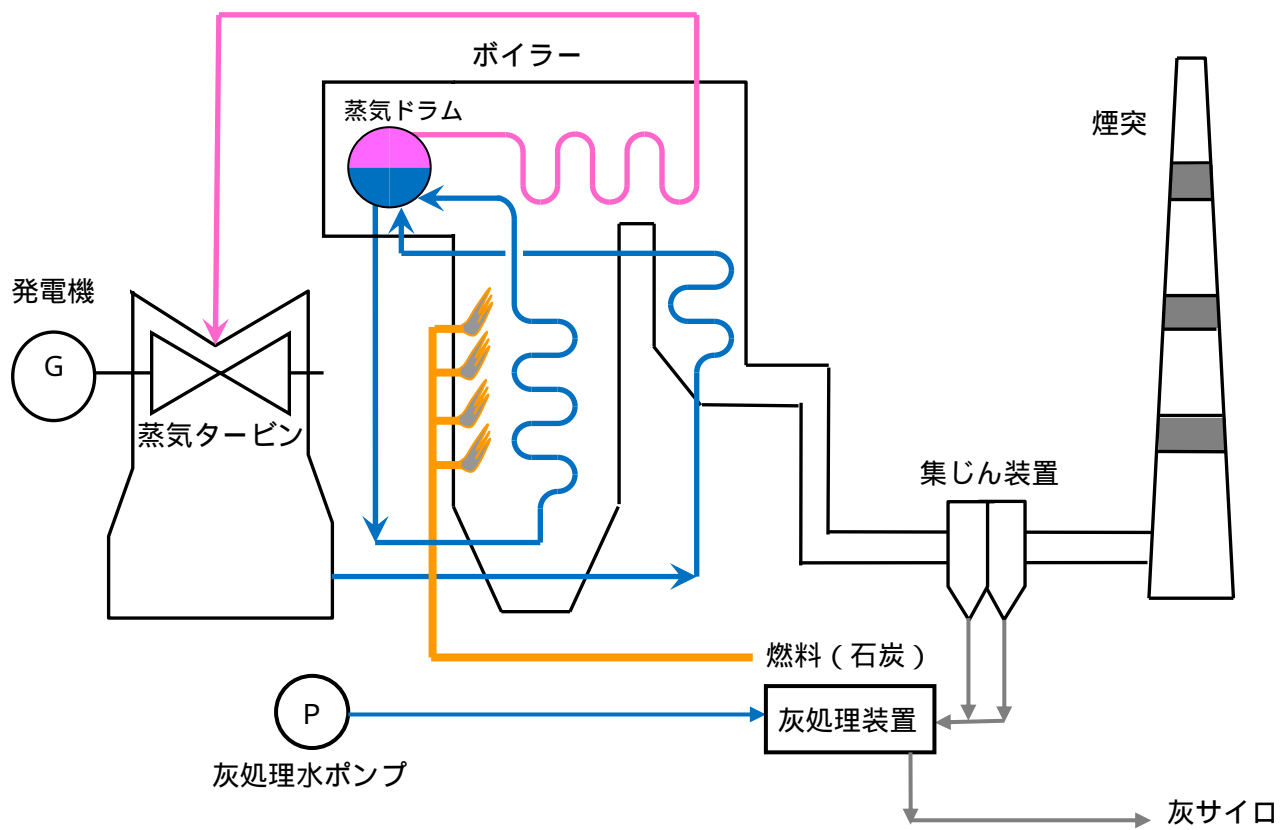 ボイラー
蒸気ドラム
煙突
発電機
G
蒸気タービン
集じん装置
燃料（石炭）
P
灰処理装置
灰処理水ポンプ
灰サイロ